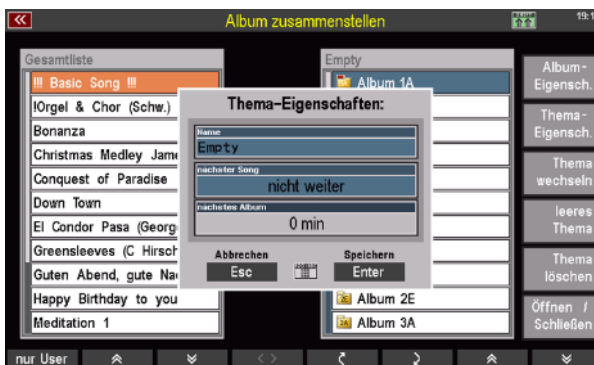 Album zusammenstellen
19:1
Gesamtliste
!!! Basic Song !!!
!Orgel & Chor (Schw.)
Bonanza
Christmas Medley Jame
Conquest of Paradise
Down Town
El Condor Pasa (Georg
Greensleeves (C Hirsch
Guten Abend, gute Na
Happy Birthday to you
Meditation 1
Empty
Album 1A
Album 2E
Album 3A
Thema-Eigenschaften:
Name
Empty
nächster Song
nicht weiter
nächstes Album
0 min
Abbrechen
Speichern
Esc
Enter
Album-
Eigensch.
Thema-
Eigensch.
Thema
wechseln
leeres
Thema
Thema
löschen
Öffnen /
Schließen
nur User